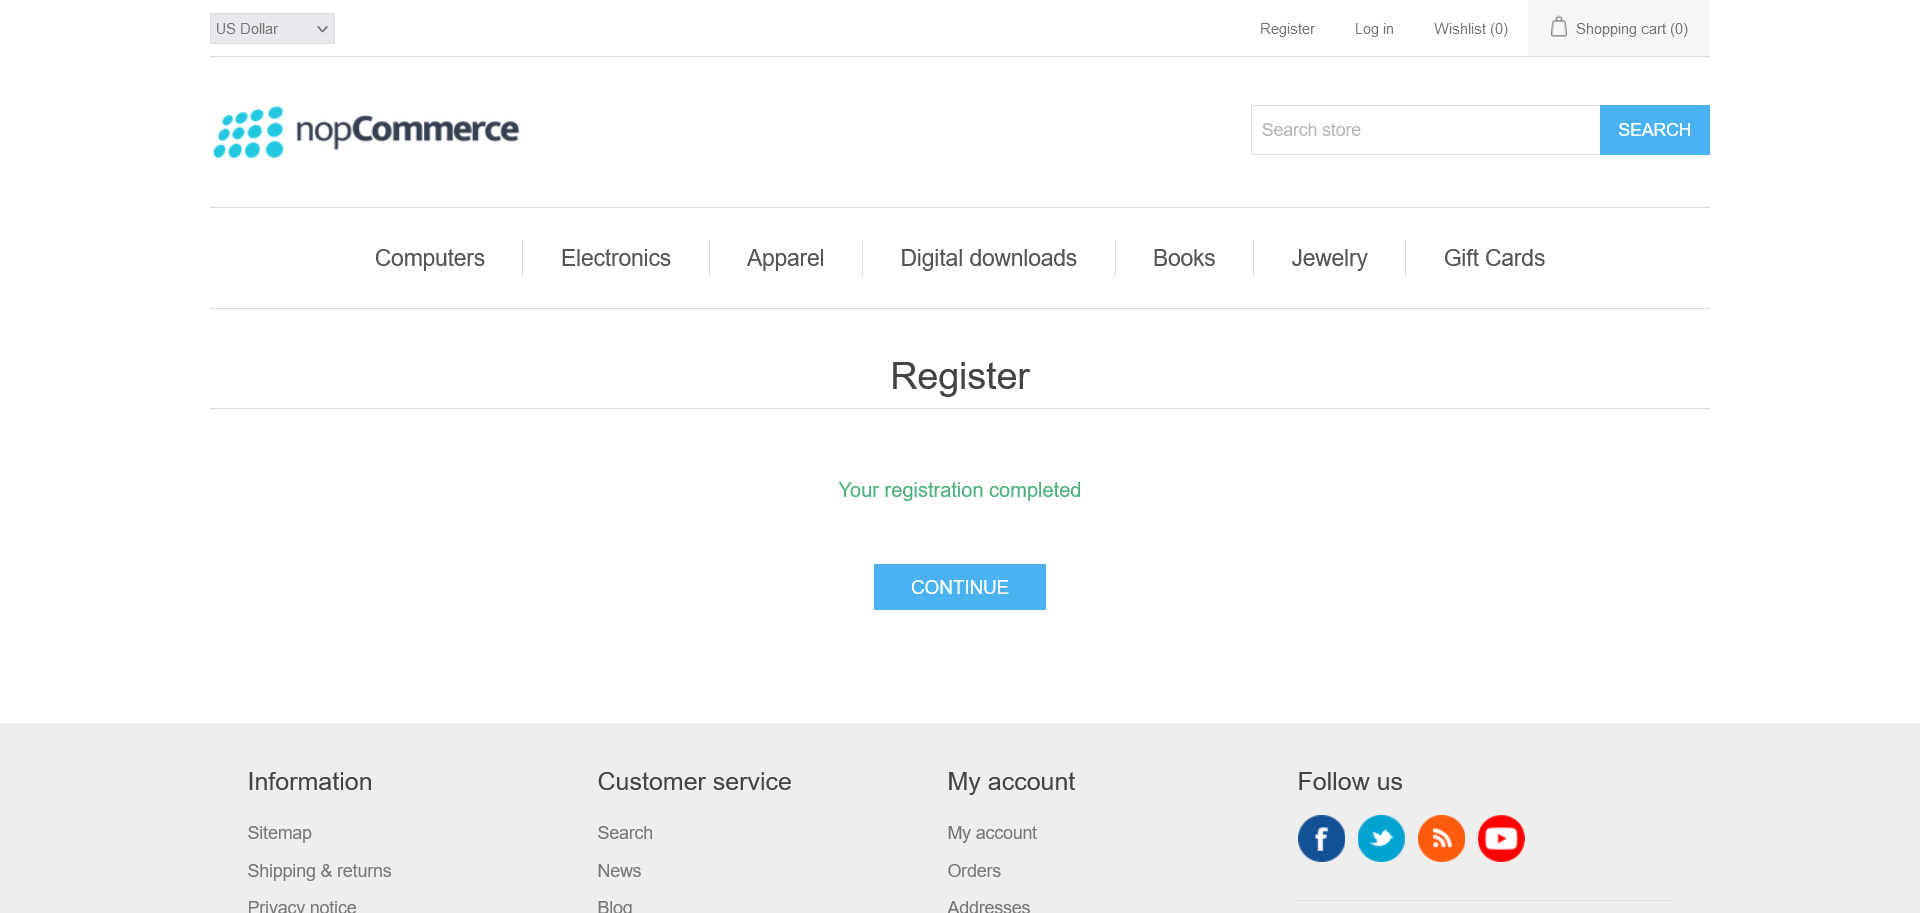 US Dollar
Register
Log in
Wishlist (0)
Shopping cart (0)
nopCommerce
Search store
SEARCH
Computers
Electronics
Apparel
Digital downloads
Books
Jewelry
Gift Cards
Register
Your registration completed
CONTINUE
Information
Sitemap
Shipping & returns
Privacy notice
Customer service
Search
News
Blog
My account
My account
Orders
Addresses
Follow us